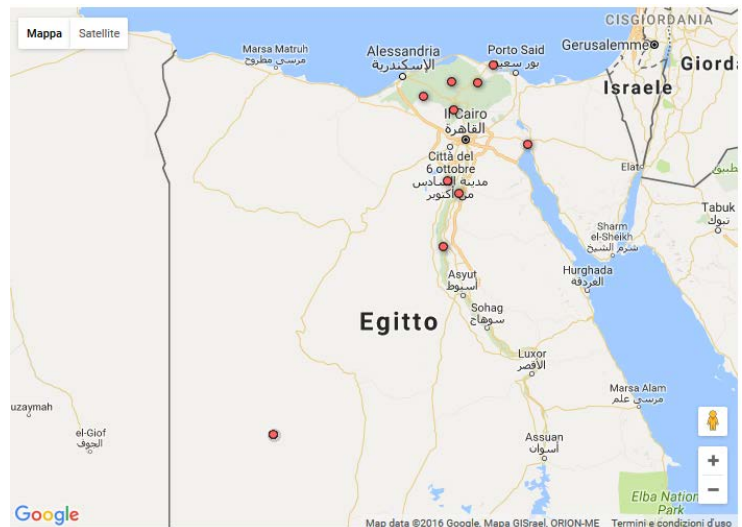 Mappa
Satellite
CISGIORDANIA
Marsa Matruh
مرسى مطروح
Alessandria
الإسكندرية
Porto Said
بور سعيد
Gerusalemme
Giord
Israele
Il Cairo
القاهرة
Città del
6 ottobre
مدينة السادس
من أكتوبر
Elat
Tabuk
تبوك
Sharm
el-Sheikh
شرم الشيخ
Hurghada
الغردقة
Asyut
أسيوط
Sohag
سوهاج
Egitto
Luxor
الأقصر
Marsa Alam
مرسى علم
uzaymah
el-Giof
الجوف
Assuan
أسوان
Elba Nation
Park
Google
Map data ©2016 Google, Mapa GISrael, ORION-ME
Termini e condizioni d'uso